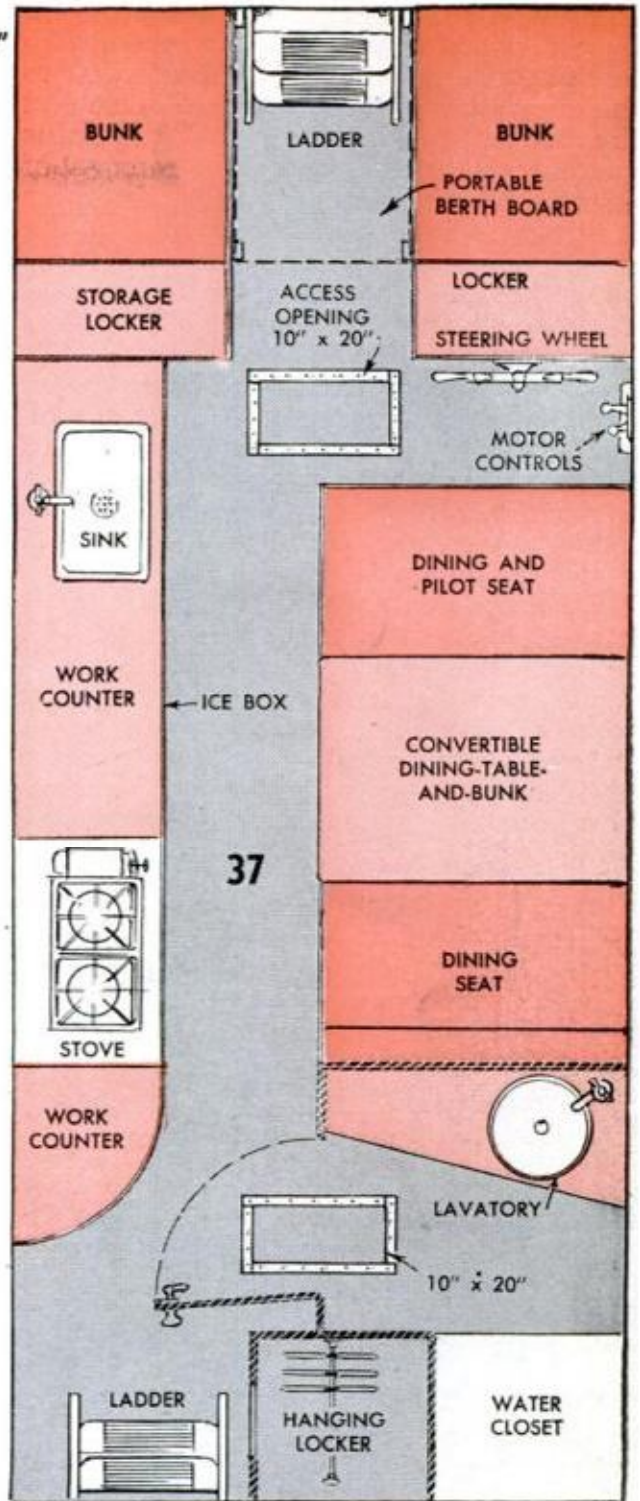 "
BUNK
LADDER
BUNK
PORTABLE
BERTH BOARD
STORAGE
LOCKER
ACCESS
OPENING
10" x 20"
LOCKER
STEERING WHEEL
MOTOR
CONTROLS
SINK
DINING AND
PILOT SEAT
WORK
COUNTER
ICE BOX
CONVERTIBLE
DINING-TABLE-
AND-BUNK
37
DINING
SEAT
STOVE
WORK
COUNTER
LAVATORY
10" x 20"
LADDER
HANGING
LOCKER
WATER
CLOSET